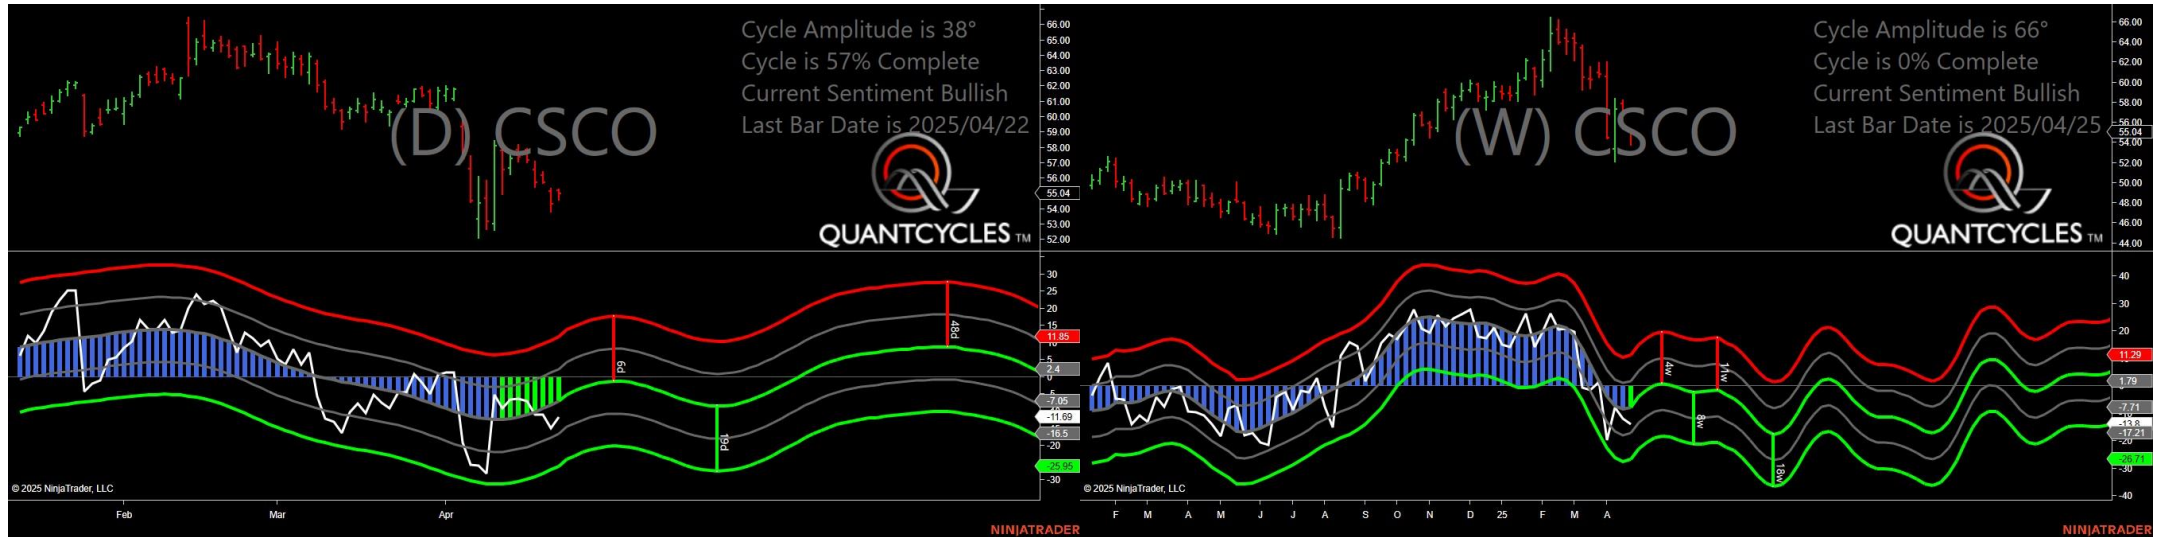 Cycle Amplitude is 38°
Cycle is 57% Complete
Current Sentiment Bullish
Last Bar Date is 2025/04/22
(D) CSCO
QUANTCYCLES TM
66.00
65.00
64.00
63.00
62.00
61.00
60.00
59.00
58.00
57.00
56.00
55.04
54.00
53.00
52.00
30
25
20
15
11.85
5
2.4
0
-7.05
-11.69
-16.5
-20
-25.95
-30
6d
19d
48d
© 2025 NinjaTrader, LLC
Feb Mar Apr
NINJATRADER
Cycle Amplitude is 66°
Cycle is 0% Complete
Current Sentiment Bullish
Last Bar Date is 2025/04/25
(W) CSCO
QUANTCYCLES TM
66.00
64.00
62.00
60.00
58.00
56.00
55.04
54.00
52.00
50.00
48.00
46.00
44.00
40
30
20
11.29
1.79
-7.71
-13.8
-17.21
-20
-26.71
-30
-40
4w
11w
8w
18w
© 2025 NinjaTrader, LLC
F M A M J J A S O N D 25 F M A
NINJATRADER